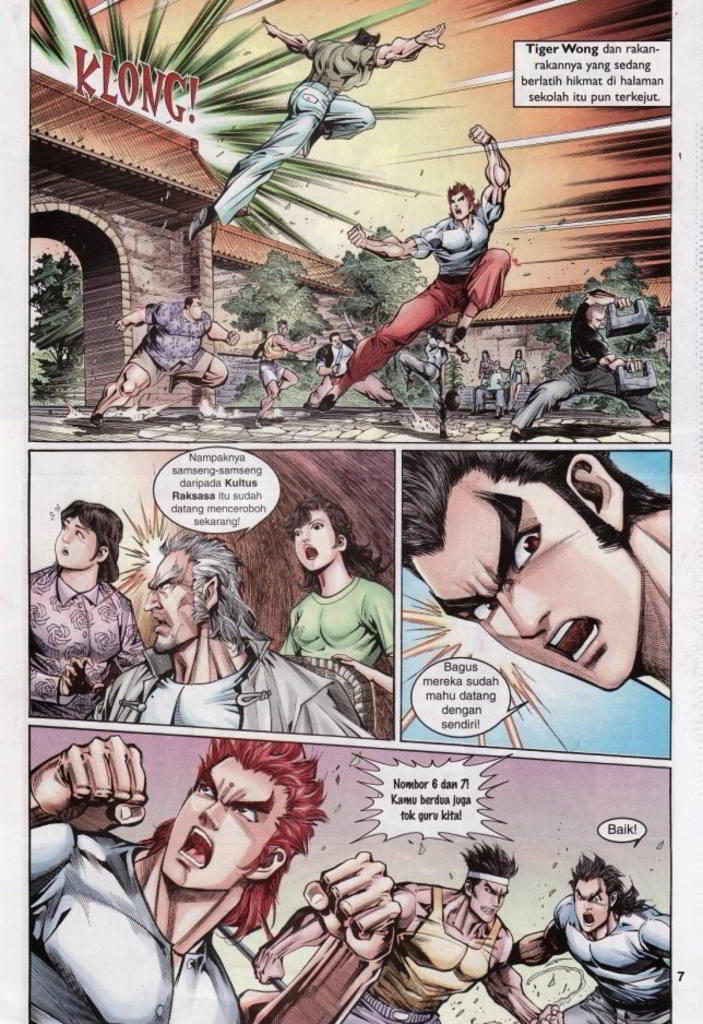 KLONG!
Tiger Wong dan rakan-
rakannya yang sedang
berlatih hikmat di halaman
sekolah itu pun terkejut.
Nampaknya
samseng-samseng
daripada Kultus
Raksasa itu sudah
datang menceroboh
sekarang!
Bagus
mereka sudah
mahu datang
dengan
sendiri!
Nombor 6 dan 7!
Kamu berdua juga
tok guru kita!
Baik!
7